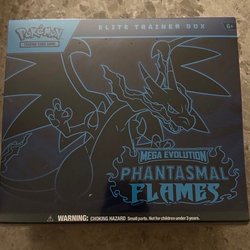 Pokémon
TRADING CARD GAME
ELITE TRAINER BOX
6+
MEGA EVOLUTION
PHANTASMAL
FLAMES
WARNING: CHOKING HAZARD - Small parts. Not for children under 3 years.